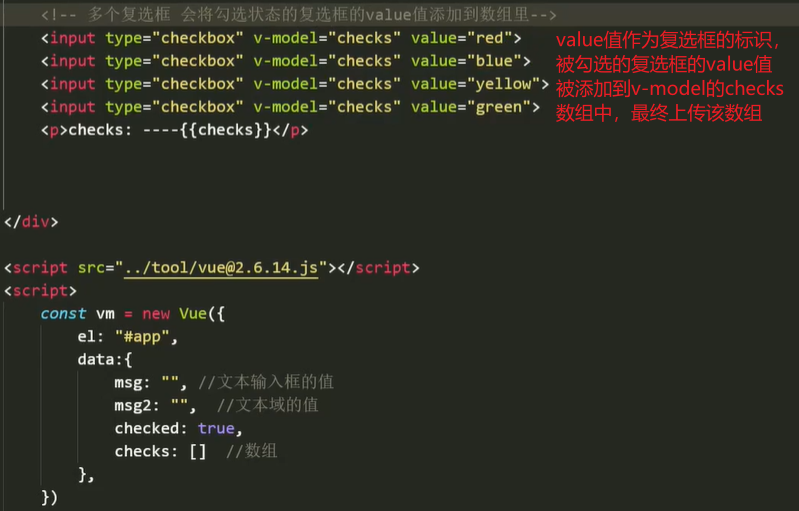 <!-- 多个复选框 会将勾选状态的复选框的value值添加到数组里-->
<input type="checkbox" v-model="checks" value="red">
<input type="checkbox" v-model="checks" value="blue">
<input type="checkbox" v-model="checks" value="yellow">
<input type="checkbox" v-model="checks" value="green">
<p>checks: ----{{checks}}</p>
value值作为复选框的标识，
被勾选的复选框的value值
被添加到v-model的checks
数组中，最终上传该数组
</div>
<script src="../tool/vue@2.6.14.js"></script>
<script>
const vm = new Vue({
el: "#app",
data:{
msg: "", //文本输入框的值
msg2: "", //文本域的值
checked: true,
checks: [] //数组
},
})